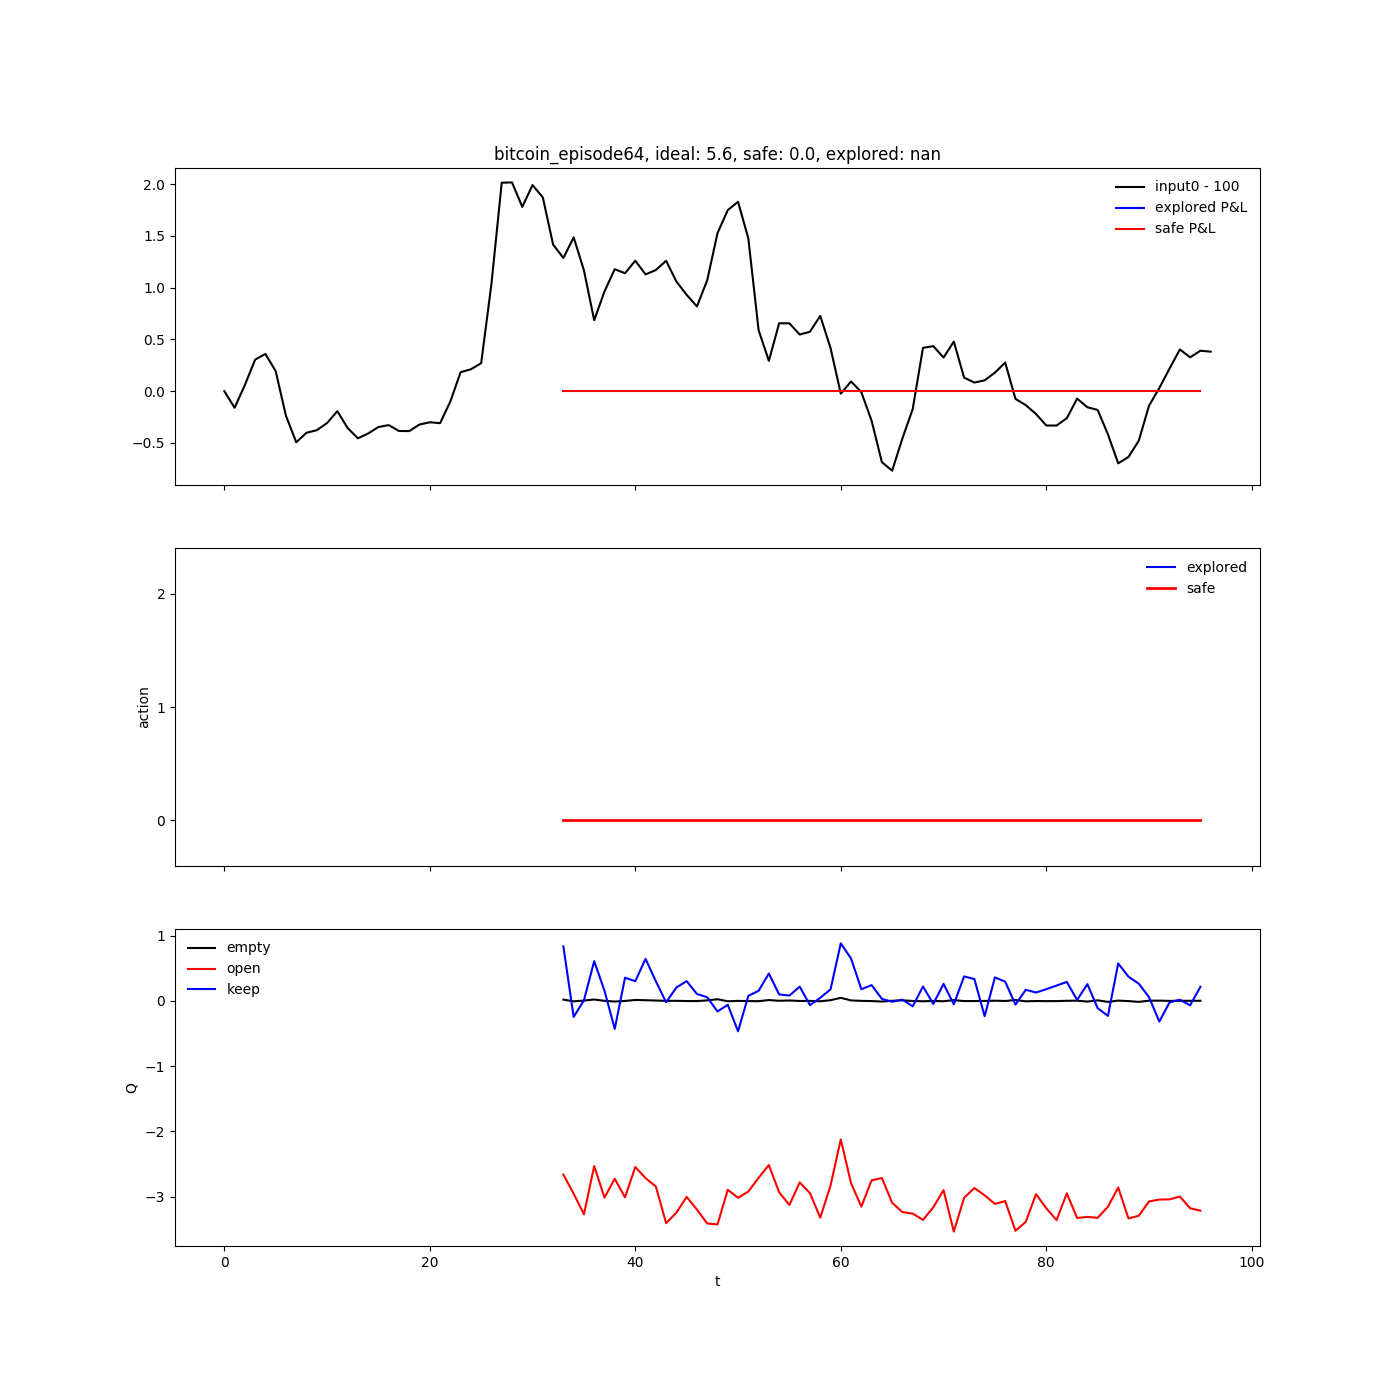 bitcoin_episode64, ideal: 5.6, safe: 0.0, explored: nan
2.0
1.5
1.0
0.5
0.0
−0.5
input0 - 100
explored P&L
safe P&L
action
2
1
0
explored
safe
Q
1
0
−1
−2
−3
empty
open
keep
0
20
40
60
80
100
t